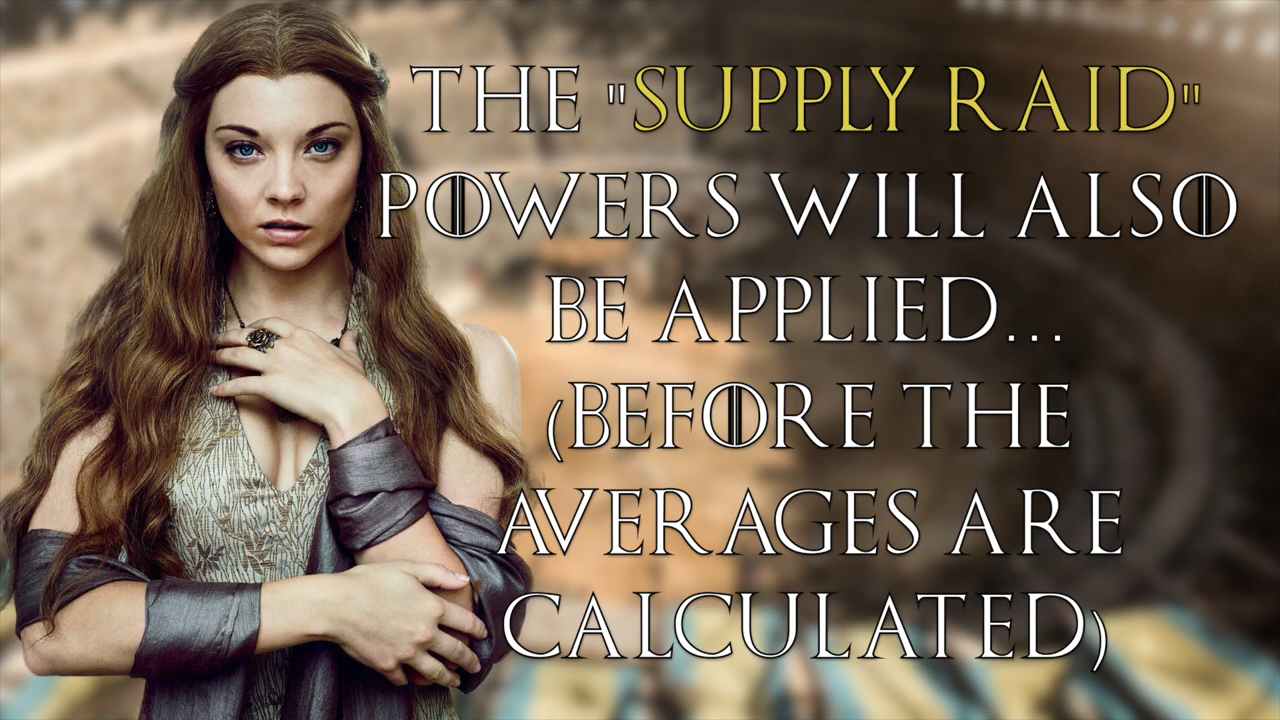 THE "SUPPLY RAID"
POWERS WILL ALSO
BE APPLIED...
(BEFORE THE
AVERAGES ARE
CALCULATED)